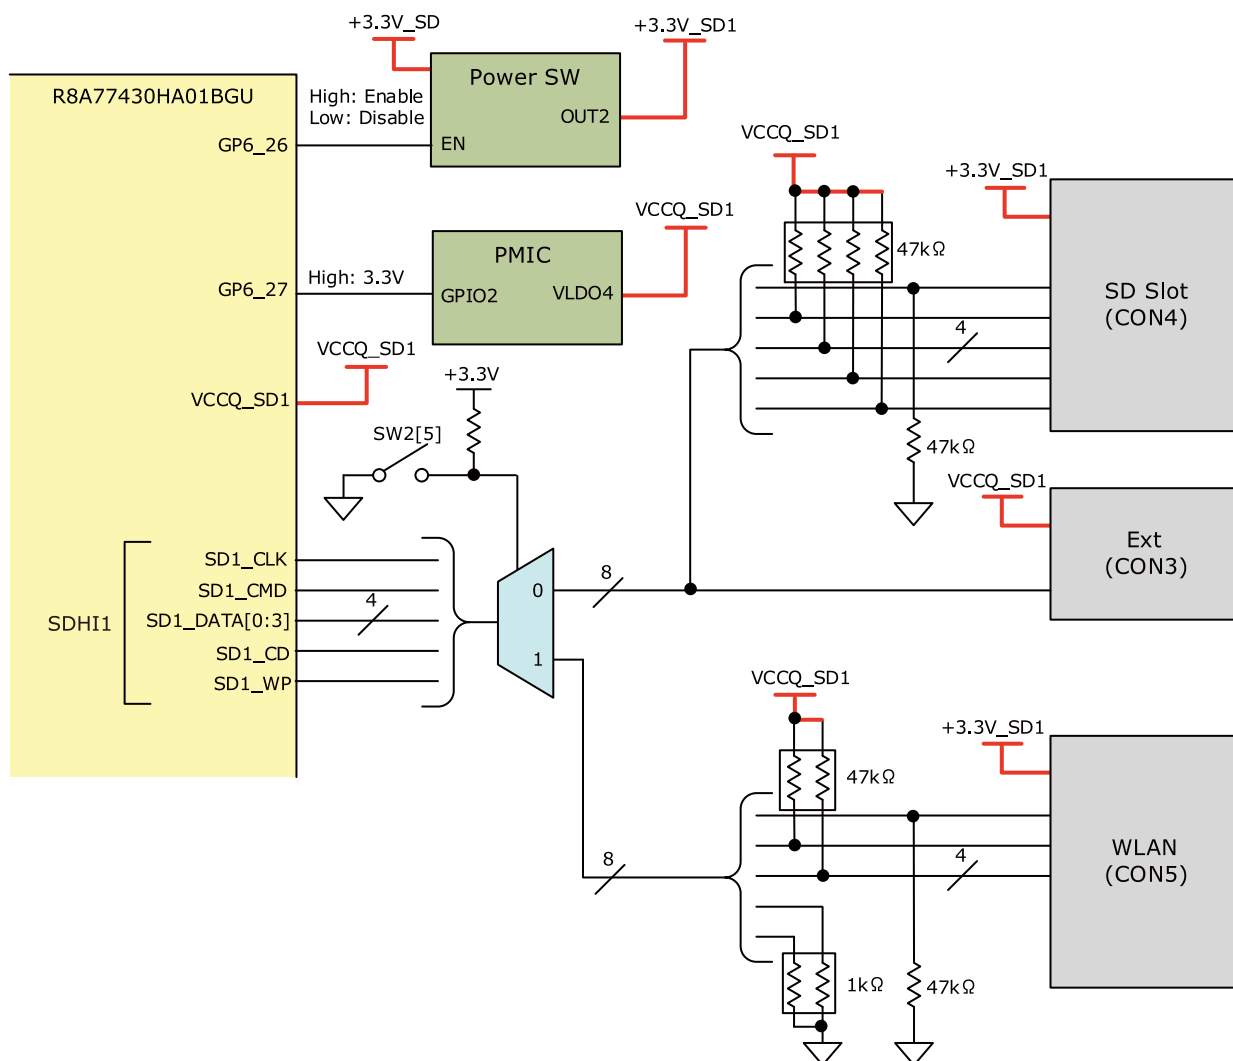 +3.3V_SD
+3.3V_SD1
R8A77430HA01BGU
High: Enable
Low: Disable
Power SW
OUT2
EN
GP6_26
VCCQ_SD1
+3.3V_SD1
VCCQ_SD1
PMIC
GP6_27
High: 3.3V
GPIO2
VLDO4
47kΩ
SD Slot
(CON4)
4
VCCQ_SD1
+3.3V
VCCQ_SD1
SW2[5]
47kΩ
VCCQ_SD1
Ext
(CON3)
SDHI1
SD1_CLK
SD1_CMD
SD1_DATA[0:3]
SD1_CD
SD1_WP
4
0
1
8
VCCQ_SD1
+3.3V_SD1
47kΩ
WLAN
(CON5)
8
4
1kΩ
47kΩ